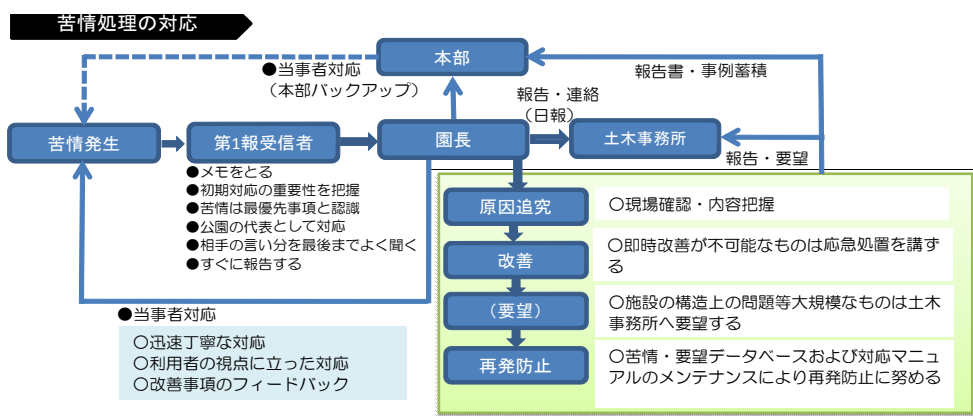 苦情処理の対応
本部
●当事者対応
（本部バックアップ）
報告書・事例蓄積
報告・連絡
（日報）
苦情発生
第1報受信者
園長
土木事務所
報告・要望
●メモをとる
●初期対応の重要性を把握
●苦情は最優先事項と認識
●公園の代表として対応
●相手の言い分を最後までよく聞く
●すぐに報告する
原因追究
○現場確認・内容把握
改善
○即時改善が不可能なものは応急処置を講ず
る
（要望）
○施設の構造上の問題等大規模なものは土木
事務所へ要望する
再発防止
○苦情・要望データベースおよび対応マニュ
アルのメンテナンスにより再発防止に努める
●当事者対応
○迅速丁寧な対応
○利用者の視点に立った対応
○改善事項のフィードバック